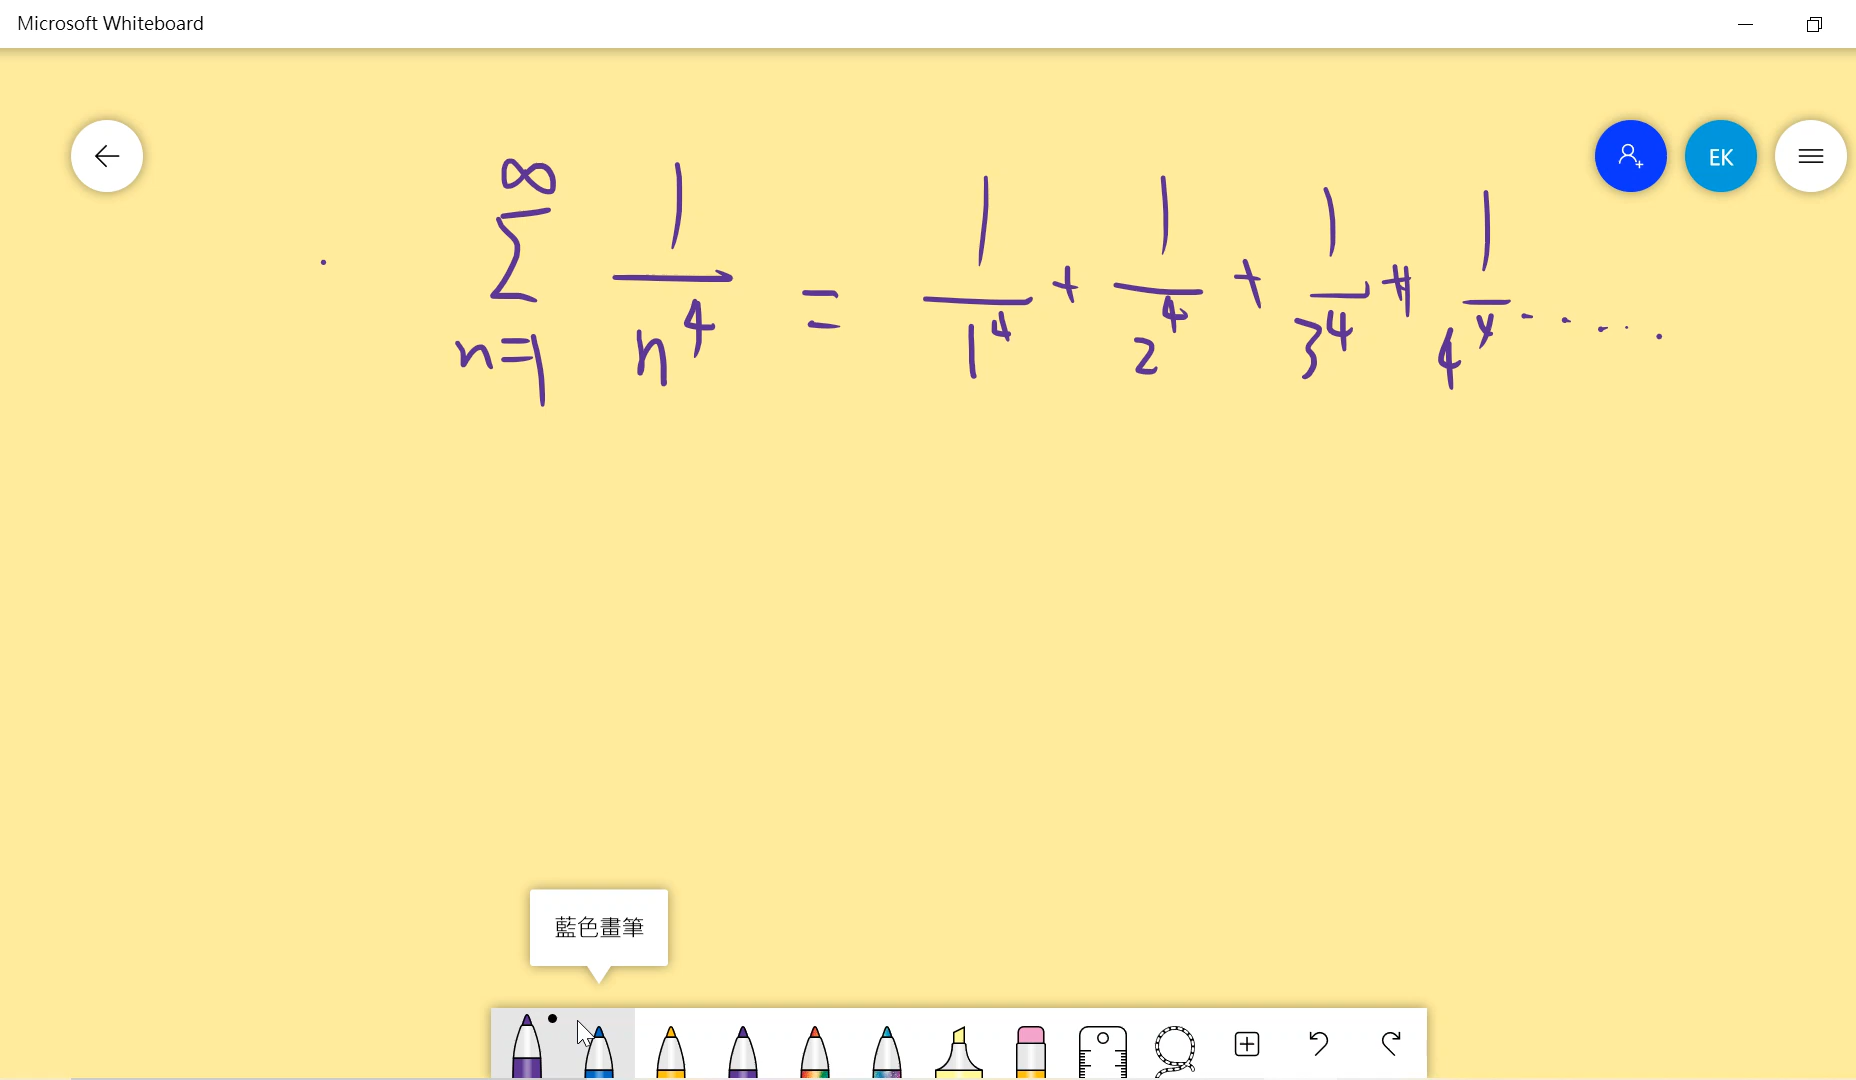 Microsoft Whiteboard
EK
∞
∑ 1/n⁴ = 1/1⁴ + 1/2⁴ + 1/3⁴ + 1/4⁴ .....
n=1
藍色畫筆